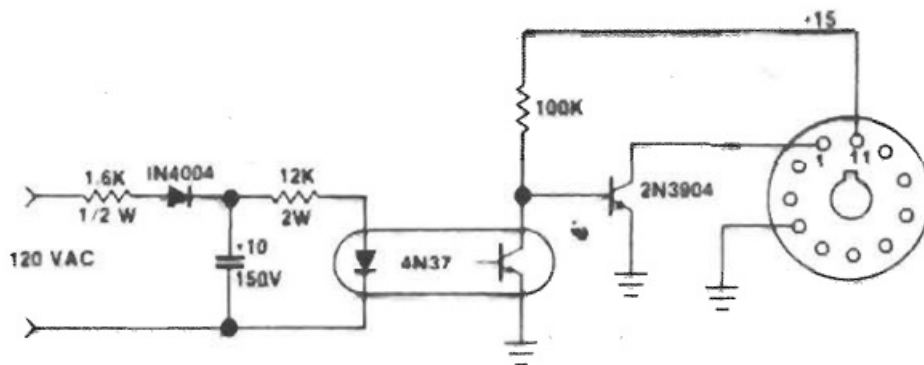 +15
100K
1 11
1.6K
1/2 W
IN4004
12K
2W
2N3904
120 VAC
+10
150V
4N37